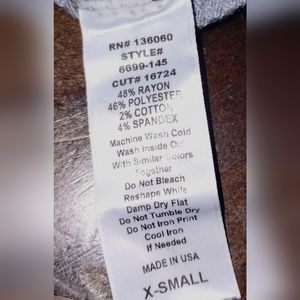 RN# 136060
STYLE#
6699-145
CUT# 16724
48% RAYON
46% POLYESTER
2% COTTON
4% SPANDEX
Machine Wash Cold
Wash Inside Out
With Similar Colors
Together
Do Not Bleach
Reshape While
Damp Dry Flat
Do Not Tumble Dry
Do Not Iron Print
Cool Iron
If Needed
MADE IN USA
X-SMALL